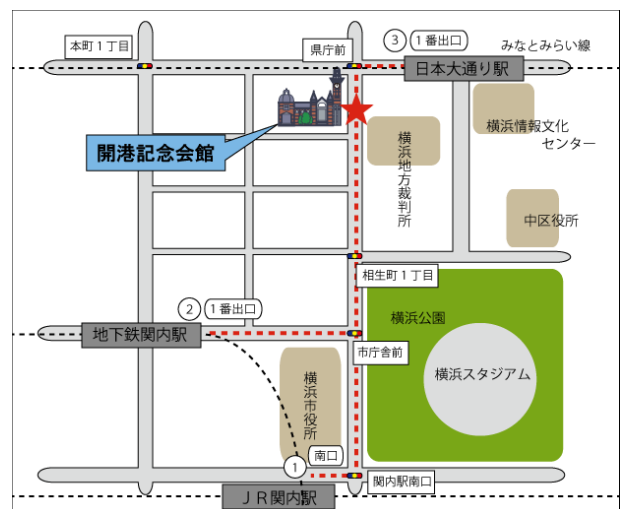 本町1丁目
県庁前
③
1番出口
みなとみらい線
日本大通り駅
開港記念会館
横浜地方裁判所
横浜情報文化
センター
中区役所
相生町1丁目
②
1番出口
地下鉄関内駅
市庁舎前
横浜公園
横浜スタジアム
横浜市役所
①
南口
関内駅南口
JR関内駅